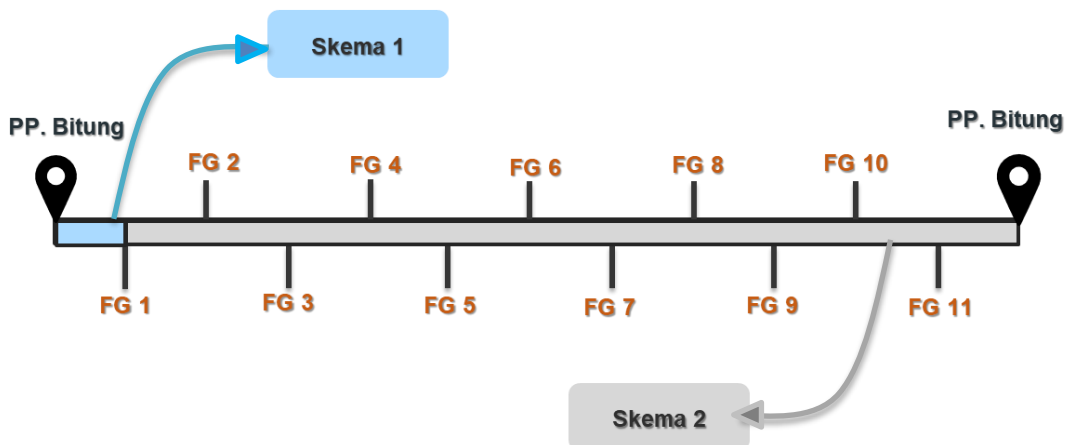 Skema 1
PP. Bitung
PP. Bitung
FG 2
FG 4
FG 6
FG 8
FG 10
FG 1
FG 3
FG 5
FG 7
FG 9
FG 11
Skema 2